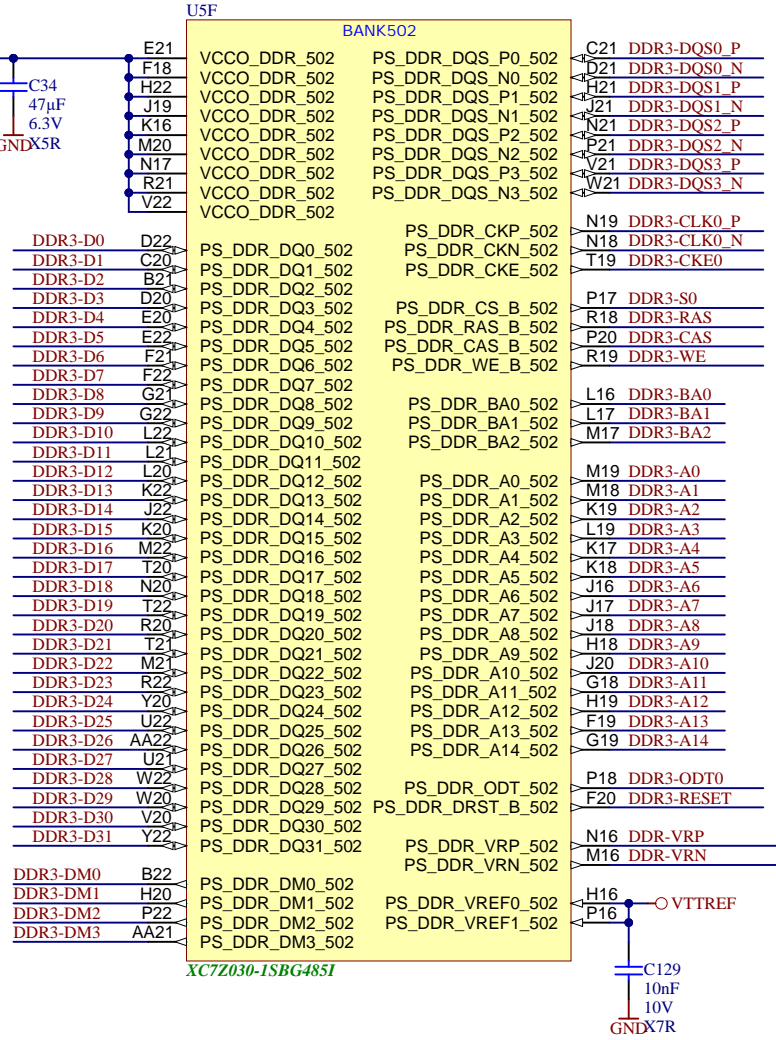 U5F
BANK502
E21 VCCO_DDR_502 PS_DDR_DQS_P0_502 C21 DDR3-DQS0_P
F18 VCCO_DDR_502 PS_DDR_DQS_N0_502 D21 DDR3-DQS0_N
H22 VCCO_DDR_502 PS_DDR_DQS_P1_502 H21 DDR3-DQS1_P
J19 VCCO_DDR_502 PS_DDR_DQS_N1_502 J21 DDR3-DQS1_N
K16 VCCO_DDR_502 PS_DDR_DQS_P2_502 N21 DDR3-DQS2_P
M20 VCCO_DDR_502 PS_DDR_DQS_N2_502 P21 DDR3-DQS2_N
N17 VCCO_DDR_502 PS_DDR_DQS_P3_502 V21 DDR3-DQS3_P
R21 VCCO_DDR_502 PS_DDR_DQS_N3_502 W21 DDR3-DQS3_N
V22 VCCO_DDR_502
C34
47µF
6.3V
X5R
GND
PS_DDR_CKP_502 N19 DDR3-CLK0_P
DDR3-D0 D22 PS_DDR_DQ0_502 PS_DDR_CKN_502 N18 DDR3-CLK0_N
DDR3-D1 C20 PS_DDR_DQ1_502 PS_DDR_CKE_502 T19 DDR3-CKE0
DDR3-D2 B21 PS_DDR_DQ2_502
DDR3-D3 D20 PS_DDR_DQ3_502 PS_DDR_CS_B_502 P17 DDR3-S0
DDR3-D4 E20 PS_DDR_DQ4_502 PS_DDR_RAS_B_502 R18 DDR3-RAS
DDR3-D5 E22 PS_DDR_DQ5_502 PS_DDR_CAS_B_502 P20 DDR3-CAS
DDR3-D6 F21 PS_DDR_DQ6_502 PS_DDR_WE_B_502 R19 DDR3-WE
DDR3-D7 F22 PS_DDR_DQ7_502
DDR3-D8 G21 PS_DDR_DQ8_502 PS_DDR_BA0_502 L16 DDR3-BA0
DDR3-D9 G22 PS_DDR_DQ9_502 PS_DDR_BA1_502 L17 DDR3-BA1
DDR3-D10 L22 PS_DDR_DQ10_502 PS_DDR_BA2_502 M17 DDR3-BA2
DDR3-D11 L21 PS_DDR_DQ11_502
DDR3-D12 L20 PS_DDR_DQ12_502 PS_DDR_A0_502 M19 DDR3-A0
DDR3-D13 K22 PS_DDR_DQ13_502 PS_DDR_A1_502 M18 DDR3-A1
DDR3-D14 J22 PS_DDR_DQ14_502 PS_DDR_A2_502 K19 DDR3-A2
DDR3-D15 K20 PS_DDR_DQ15_502 PS_DDR_A3_502 L19 DDR3-A3
DDR3-D16 M22 PS_DDR_DQ16_502 PS_DDR_A4_502 K17 DDR3-A4
DDR3-D17 T20 PS_DDR_DQ17_502 PS_DDR_A5_502 K18 DDR3-A5
DDR3-D18 N20 PS_DDR_DQ18_502 PS_DDR_A6_502 J16 DDR3-A6
DDR3-D19 T22 PS_DDR_DQ19_502 PS_DDR_A7_502 J17 DDR3-A7
DDR3-D20 R20 PS_DDR_DQ20_502 PS_DDR_A8_502 J18 DDR3-A8
DDR3-D21 T21 PS_DDR_DQ21_502 PS_DDR_A9_502 H18 DDR3-A9
DDR3-D22 M21 PS_DDR_DQ22_502 PS_DDR_A10_502 J20 DDR3-A10
DDR3-D23 R22 PS_DDR_DQ23_502 PS_DDR_A11_502 G18 DDR3-A11
DDR3-D24 Y20 PS_DDR_DQ24_502 PS_DDR_A12_502 H19 DDR3-A12
DDR3-D25 U22 PS_DDR_DQ25_502 PS_DDR_A13_502 F19 DDR3-A13
DDR3-D26 AA22 PS_DDR_DQ26_502 PS_DDR_A14_502 G19 DDR3-A14
DDR3-D27 U21 PS_DDR_DQ27_502
DDR3-D28 W22 PS_DDR_DQ28_502 PS_DDR_ODT_502 P18 DDR3-ODT0
DDR3-D29 W20 PS_DDR_DQ29_502 PS_DDR_DRST_B_502 F20 DDR3-RESET
DDR3-D30 V20 PS_DDR_DQ30_502
DDR3-D31 Y22 PS_DDR_DQ31_502 PS_DDR_VRP_502 N16 DDR-VRP
PS_DDR_VRN_502 M16 DDR-VRN
DDR3-DM0 B22 PS_DDR_DM0_502
DDR3-DM1 H20 PS_DDR_DM1_502 PS_DDR_VREF0_502 H16 VTTREF
DDR3-DM2 P22 PS_DDR_DM2_502 PS_DDR_VREF1_502 P16
DDR3-DM3 AA21 PS_DDR_DM3_502
XC7Z030-1SBG485I
C129
10nF
10V
X7R
GND